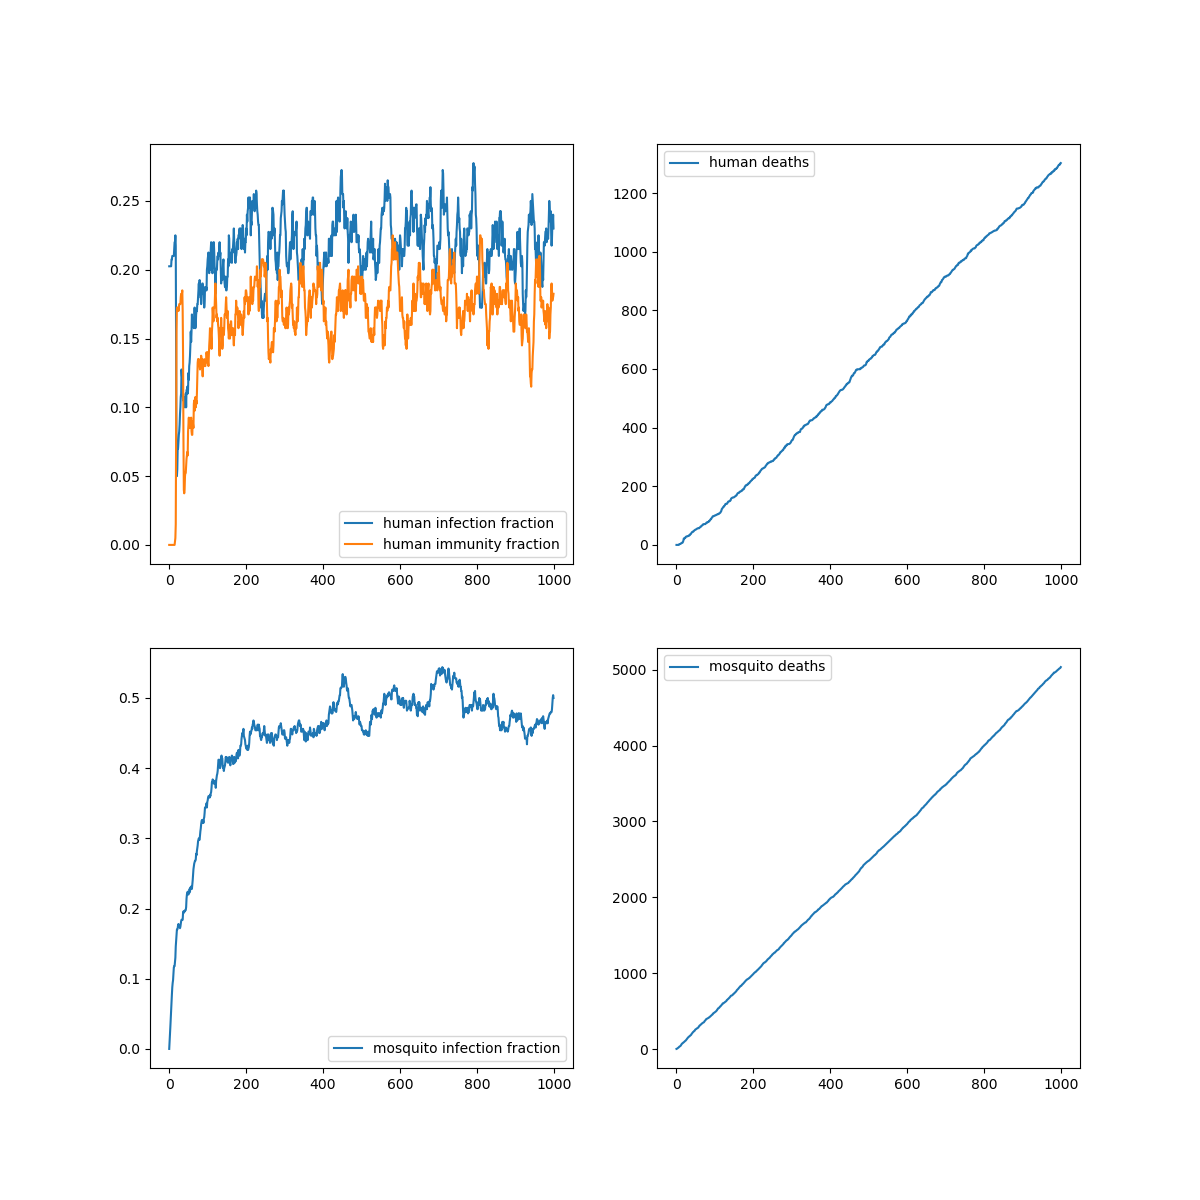 0.25
0.20
0.15
0.10
0.05
0.00
human infection fraction
human immunity fraction
0 200 400 600 800 1000
human deaths
1200
1000
800
600
400
200
0
0 200 400 600 800 1000
0.5
0.4
0.3
0.2
0.1
0.0
mosquito infection fraction
0 200 400 600 800 1000
mosquito deaths
5000
4000
3000
2000
1000
0
0 200 400 600 800 1000